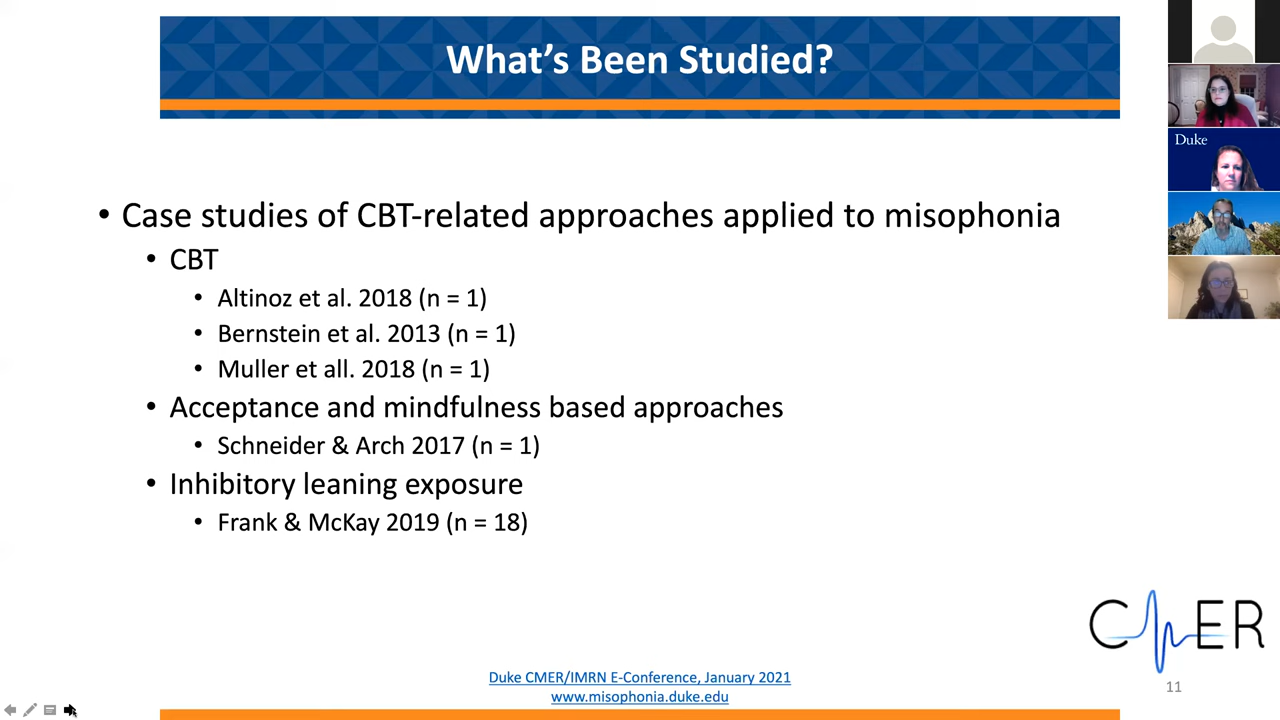 What's Been Studied?
• Case studies of CBT-related approaches applied to misophonia
• CBT
• Altinoz et al. 2018 (n = 1)
• Bernstein et al. 2013 (n = 1)
• Muller et all. 2018 (n = 1)
• Acceptance and mindfulness based approaches
• Schneider & Arch 2017 (n = 1)
• Inhibitory leaning exposure
• Frank & McKay 2019 (n = 18)
Duke CMER/IMRN E-Conference, January 2021
www.misophonia.duke.edu
CMER
11
Duke